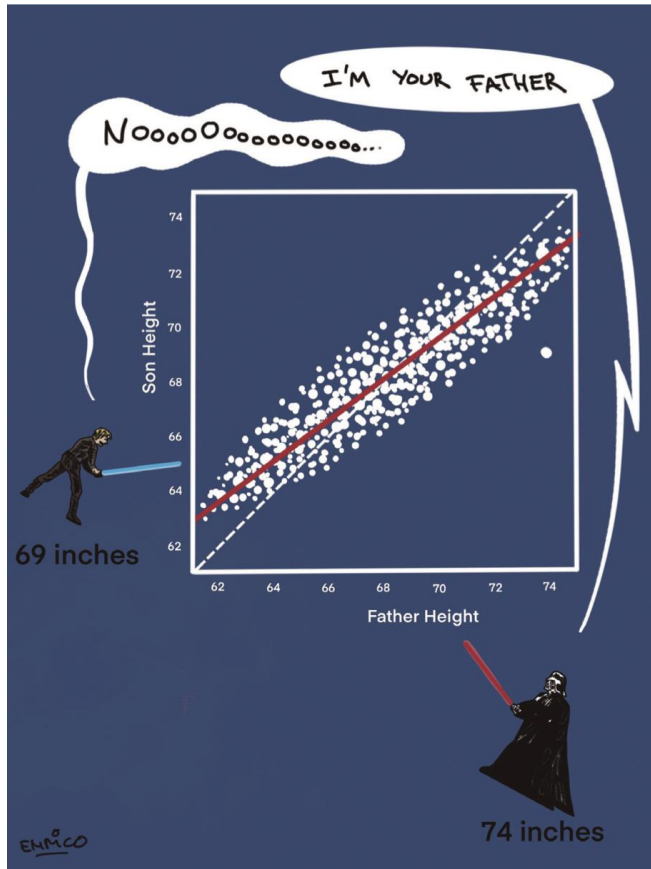 I'M YOUR FATHER
NOoooOooooooooooo...
74
72
70
68
66
64
62
Son Height
62 64 66 68 70 72 74
Father Height
69 inches
74 inches
ENRICO